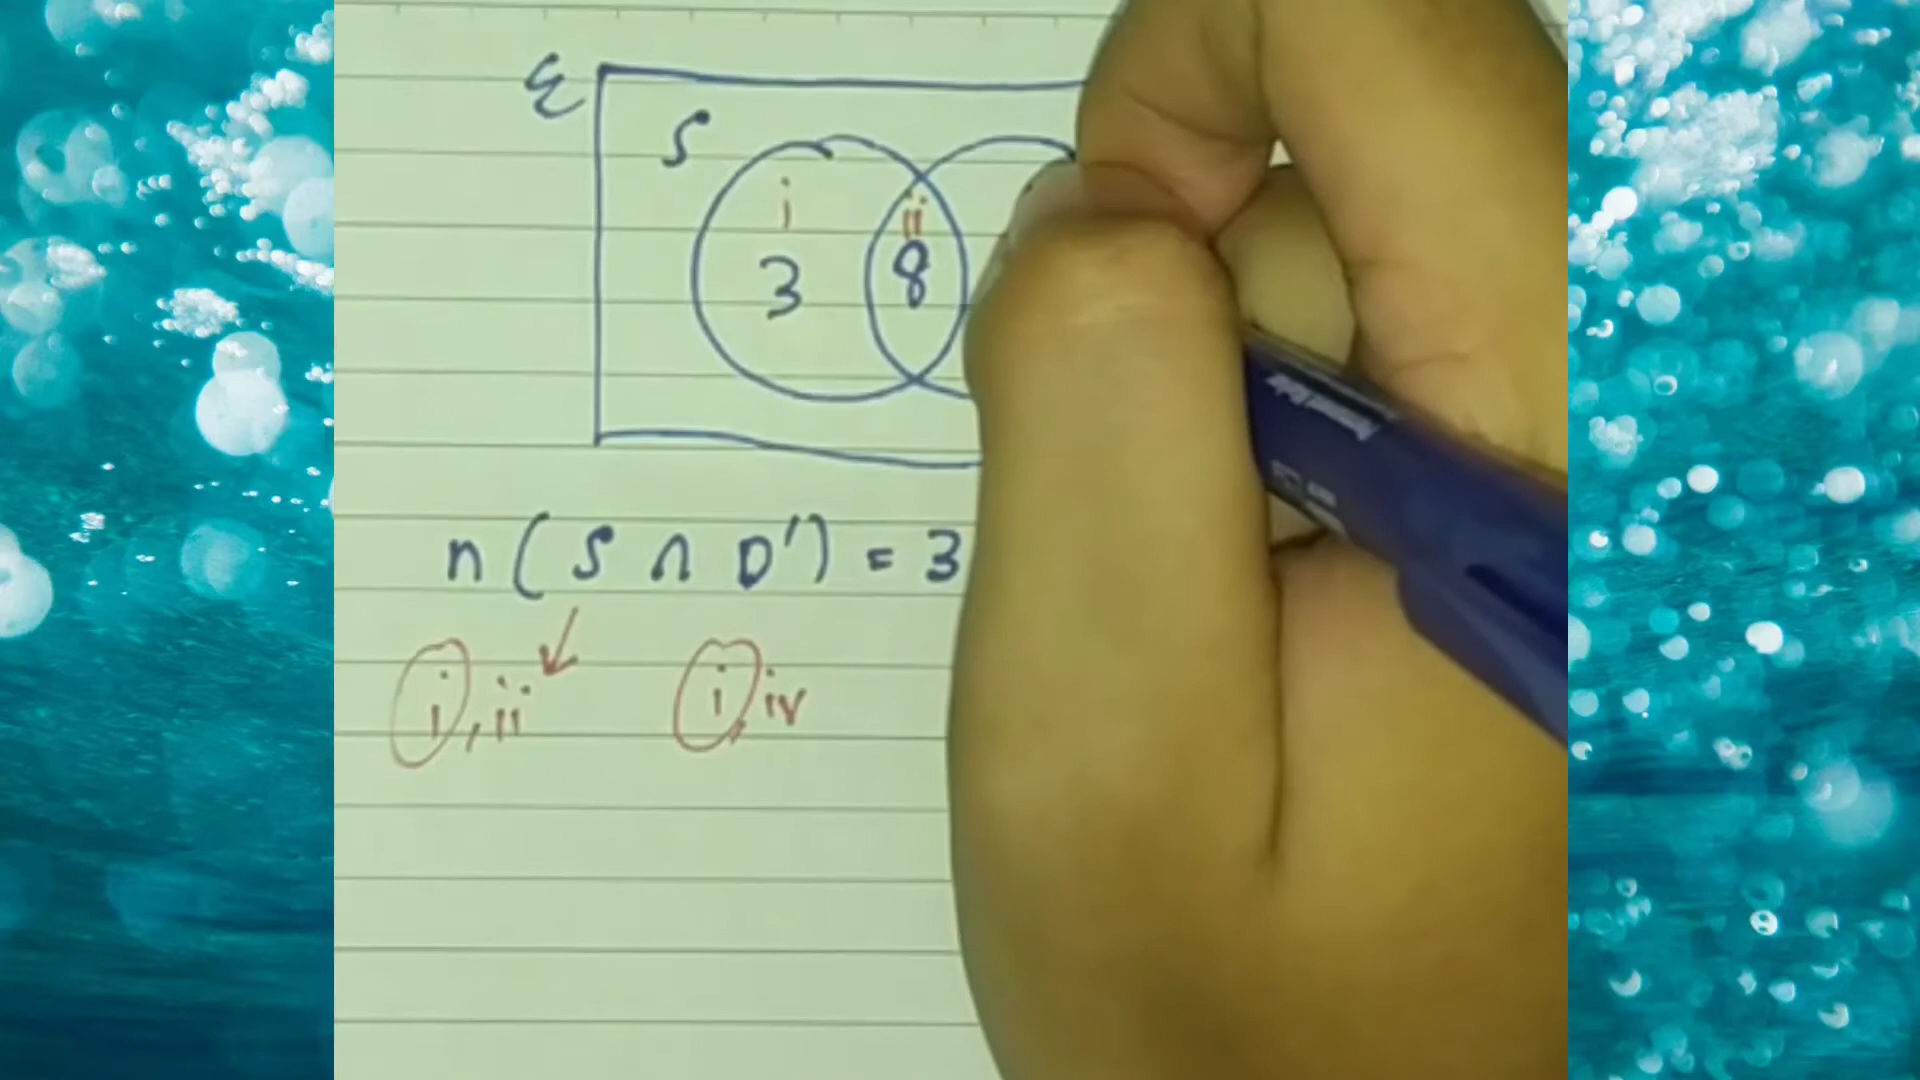 ℰ
S
i ii
3 8
n ( S ∩ D' ) = 3
i, ii i, iv